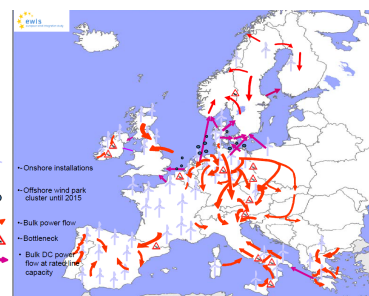 ewis
•-Onshore installations
•-Offshore wind park
cluster until 2015
•-Bulk power flow
•-Bottleneck
• Bulk DC power
flow at rated line
capacity